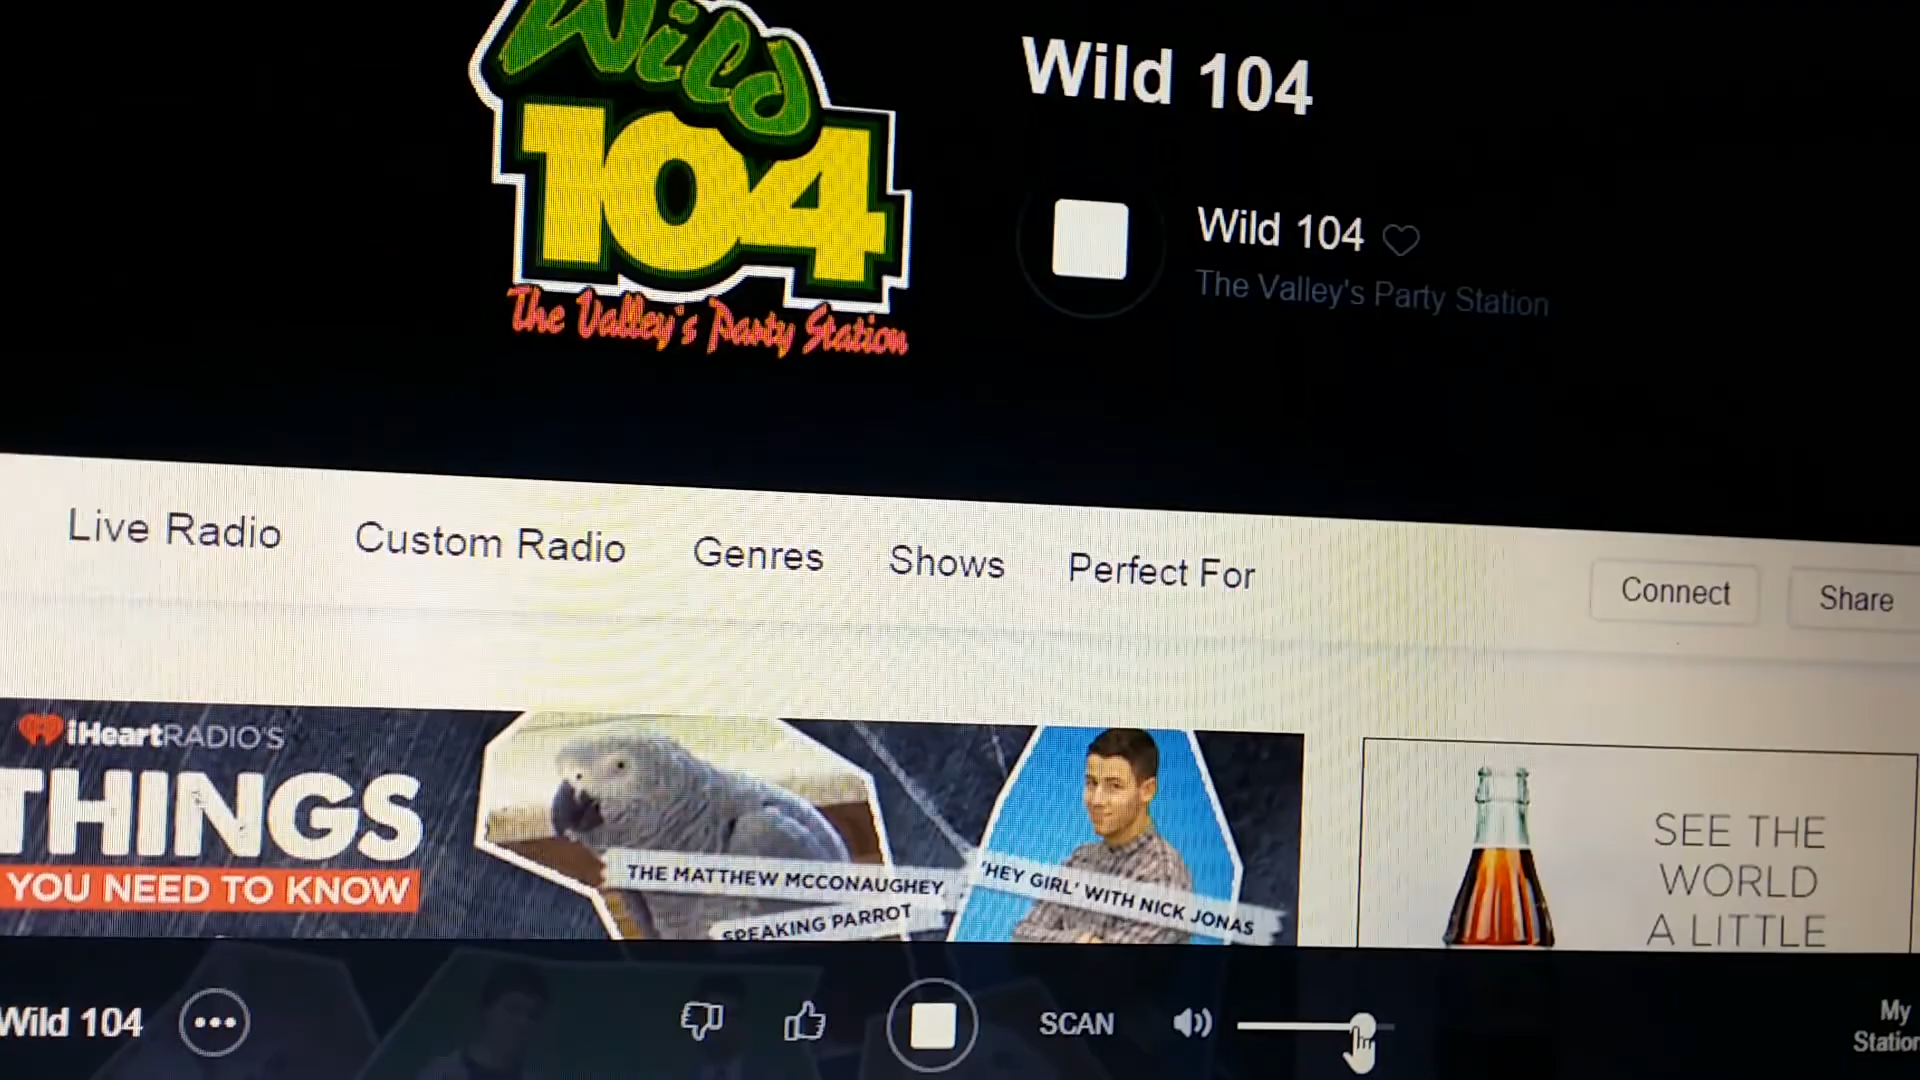 Wild
104
The Valley's Party Station
Wild 104
Wild 104
The Valley's Party Station
Live Radio
Custom Radio
Genres
Shows
Perfect For
Connect
Share
iHeartRADIO'S
THINGS
YOU NEED TO KNOW
THE MATTHEW MCCONAUGHEY
SPEAKING PARROT
'HEY GIRL' WITH NICK JONAS
SEE THE
WORLD
A LITTLE
Wild 104
SCAN
My
Station